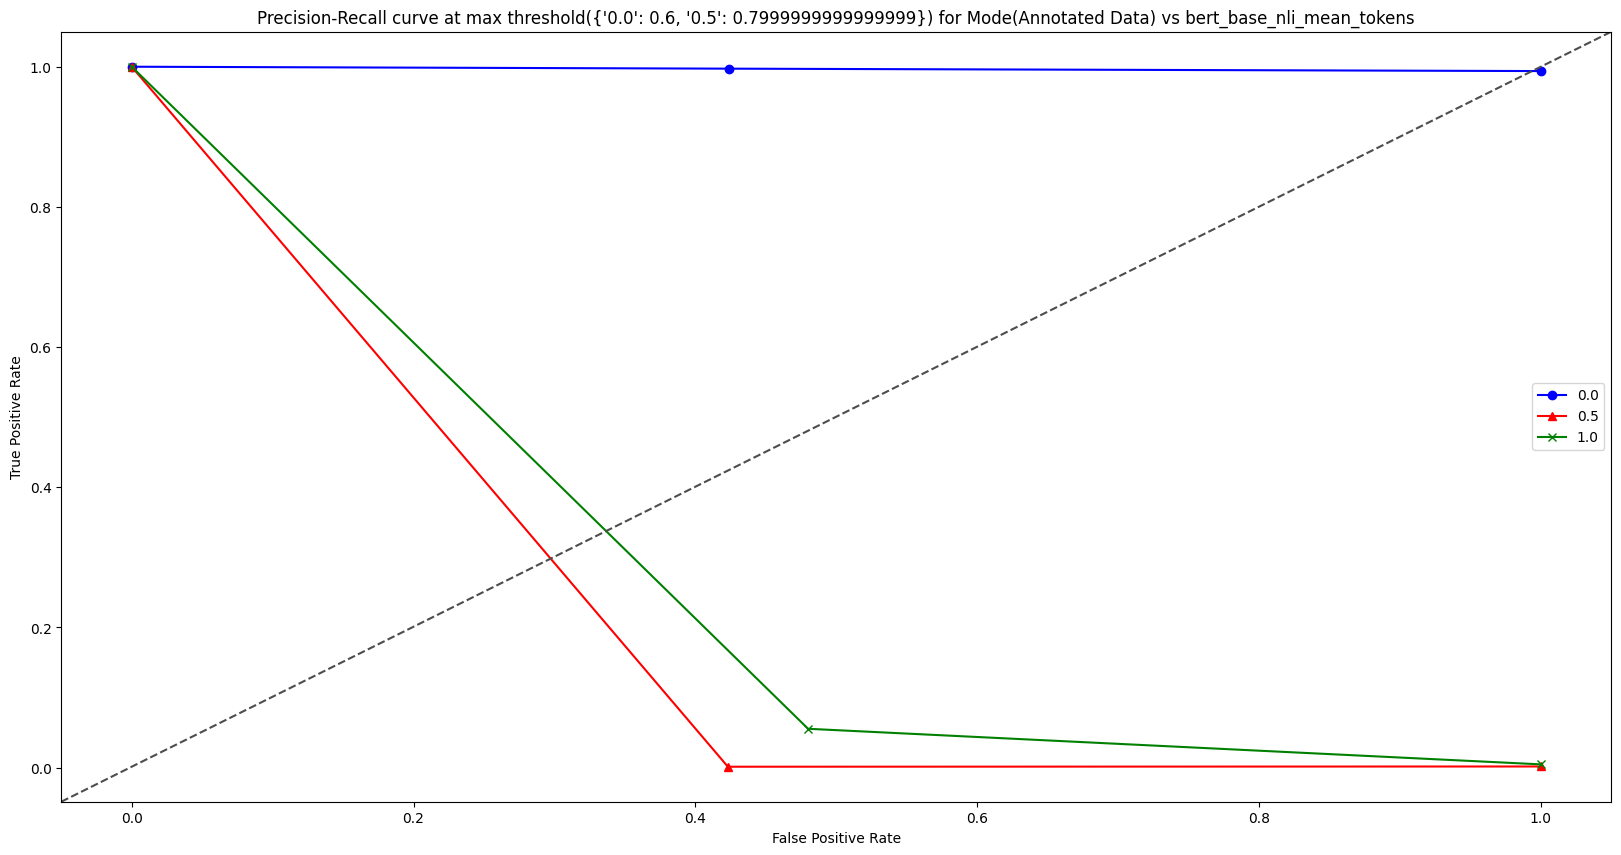 Precision-Recall curve at max threshold({'0.0': 0.6, '0.5': 0.7999999999999999}) for Mode(Annotated Data) vs bert_base_nli_mean_tokens
1.0
0.8
0.6
0.4
0.2
0.0
True Positive Rate
0.0
0.5
1.0
0.0 0.2 0.4 0.6 0.8 1.0
False Positive Rate